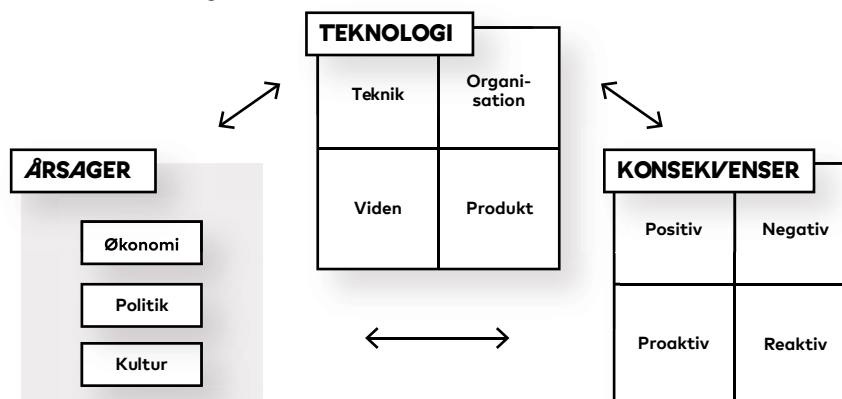 TEKNOLOGI
Teknik
Organi-
sation
Viden
Produkt
ÅRSAGER
Økonomi
Politik
Kultur
KONSEKVENSER
Positiv
Negativ
Proaktiv
Reaktiv